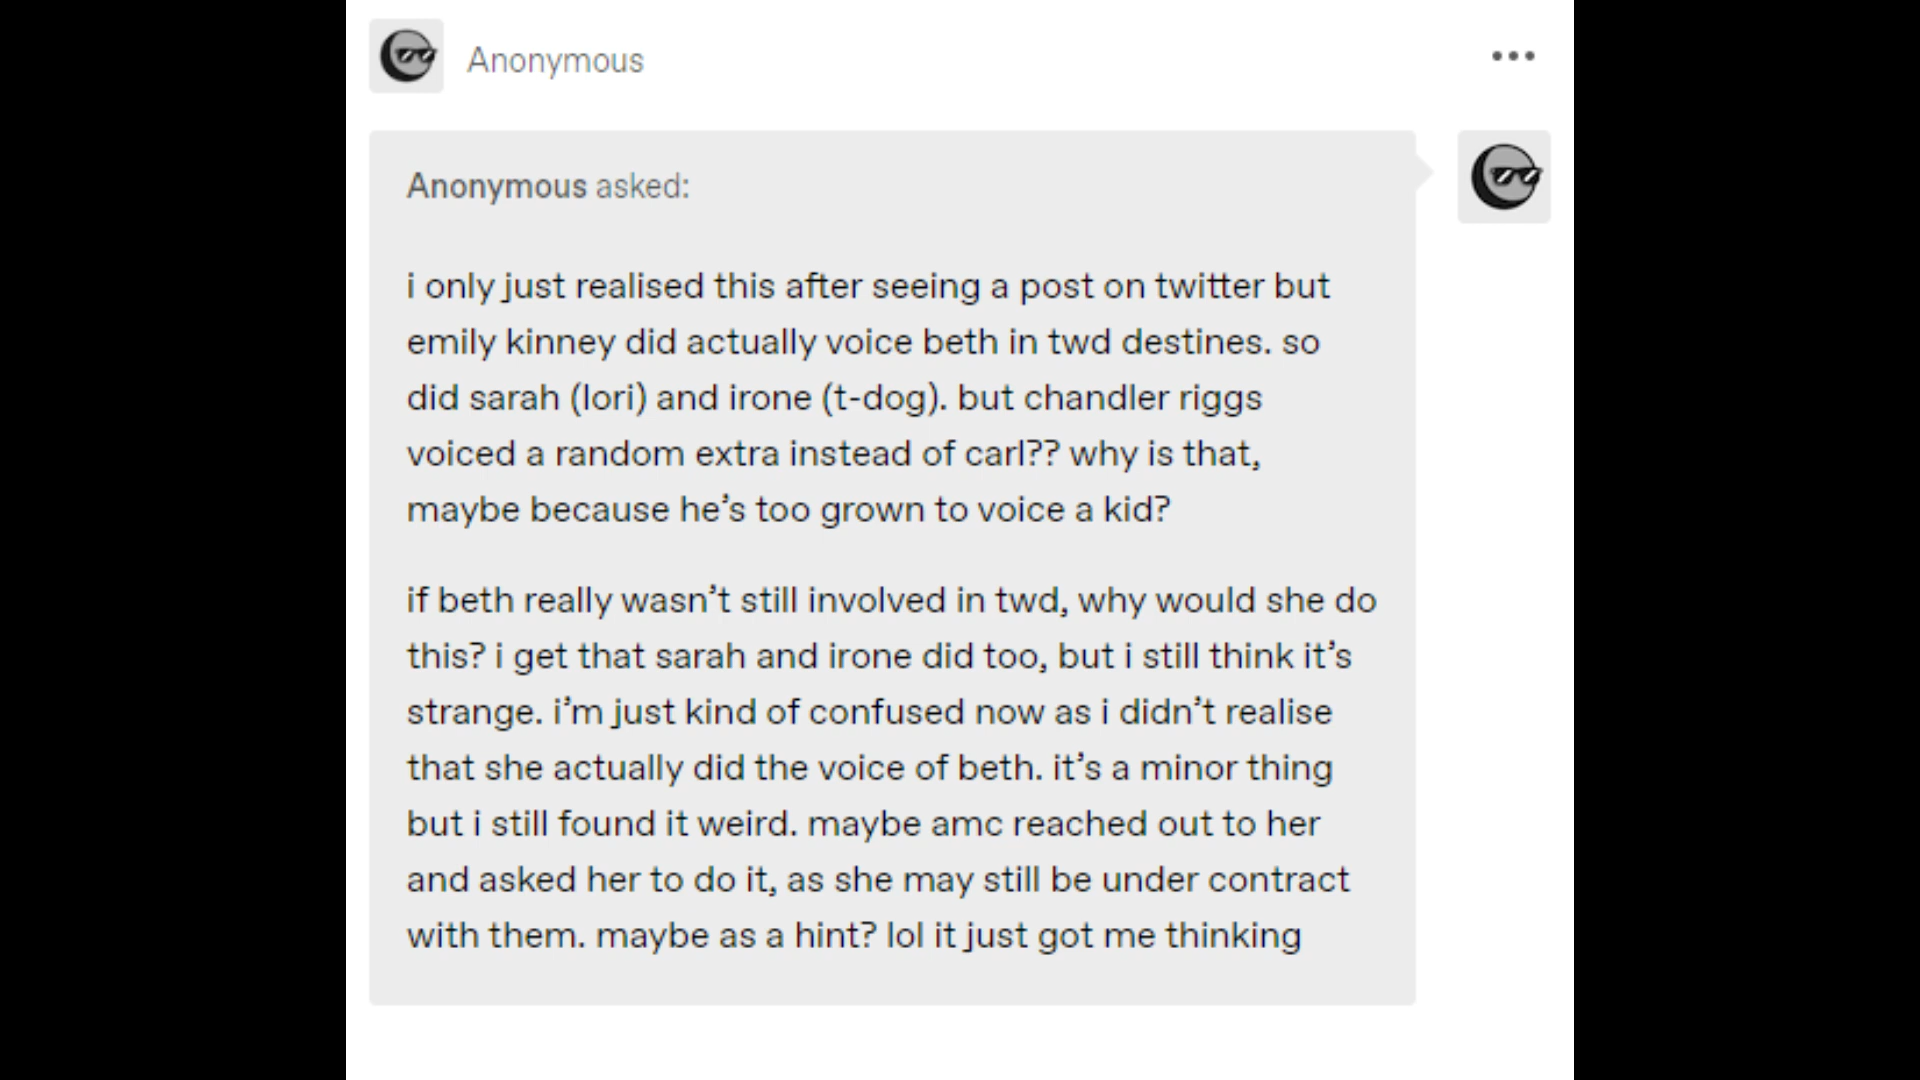 Anonymous
Anonymous asked:
i only just realised this after seeing a post on twitter but
emily kinney did actually voice beth in twd destines. so
did sarah (lori) and irone (t-dog). but chandler riggs
voiced a random extra instead of carl?? why is that,
maybe because he’s too grown to voice a kid?
if beth really wasn’t still involved in twd, why would she do
this? i get that sarah and irone did too, but i still think it’s
strange. i’m just kind of confused now as i didn’t realise
that she actually did the voice of beth. it’s a minor thing
but i still found it weird. maybe amc reached out to her
and asked her to do it, as she may still be under contract
with them. maybe as a hint? lol it just got me thinking